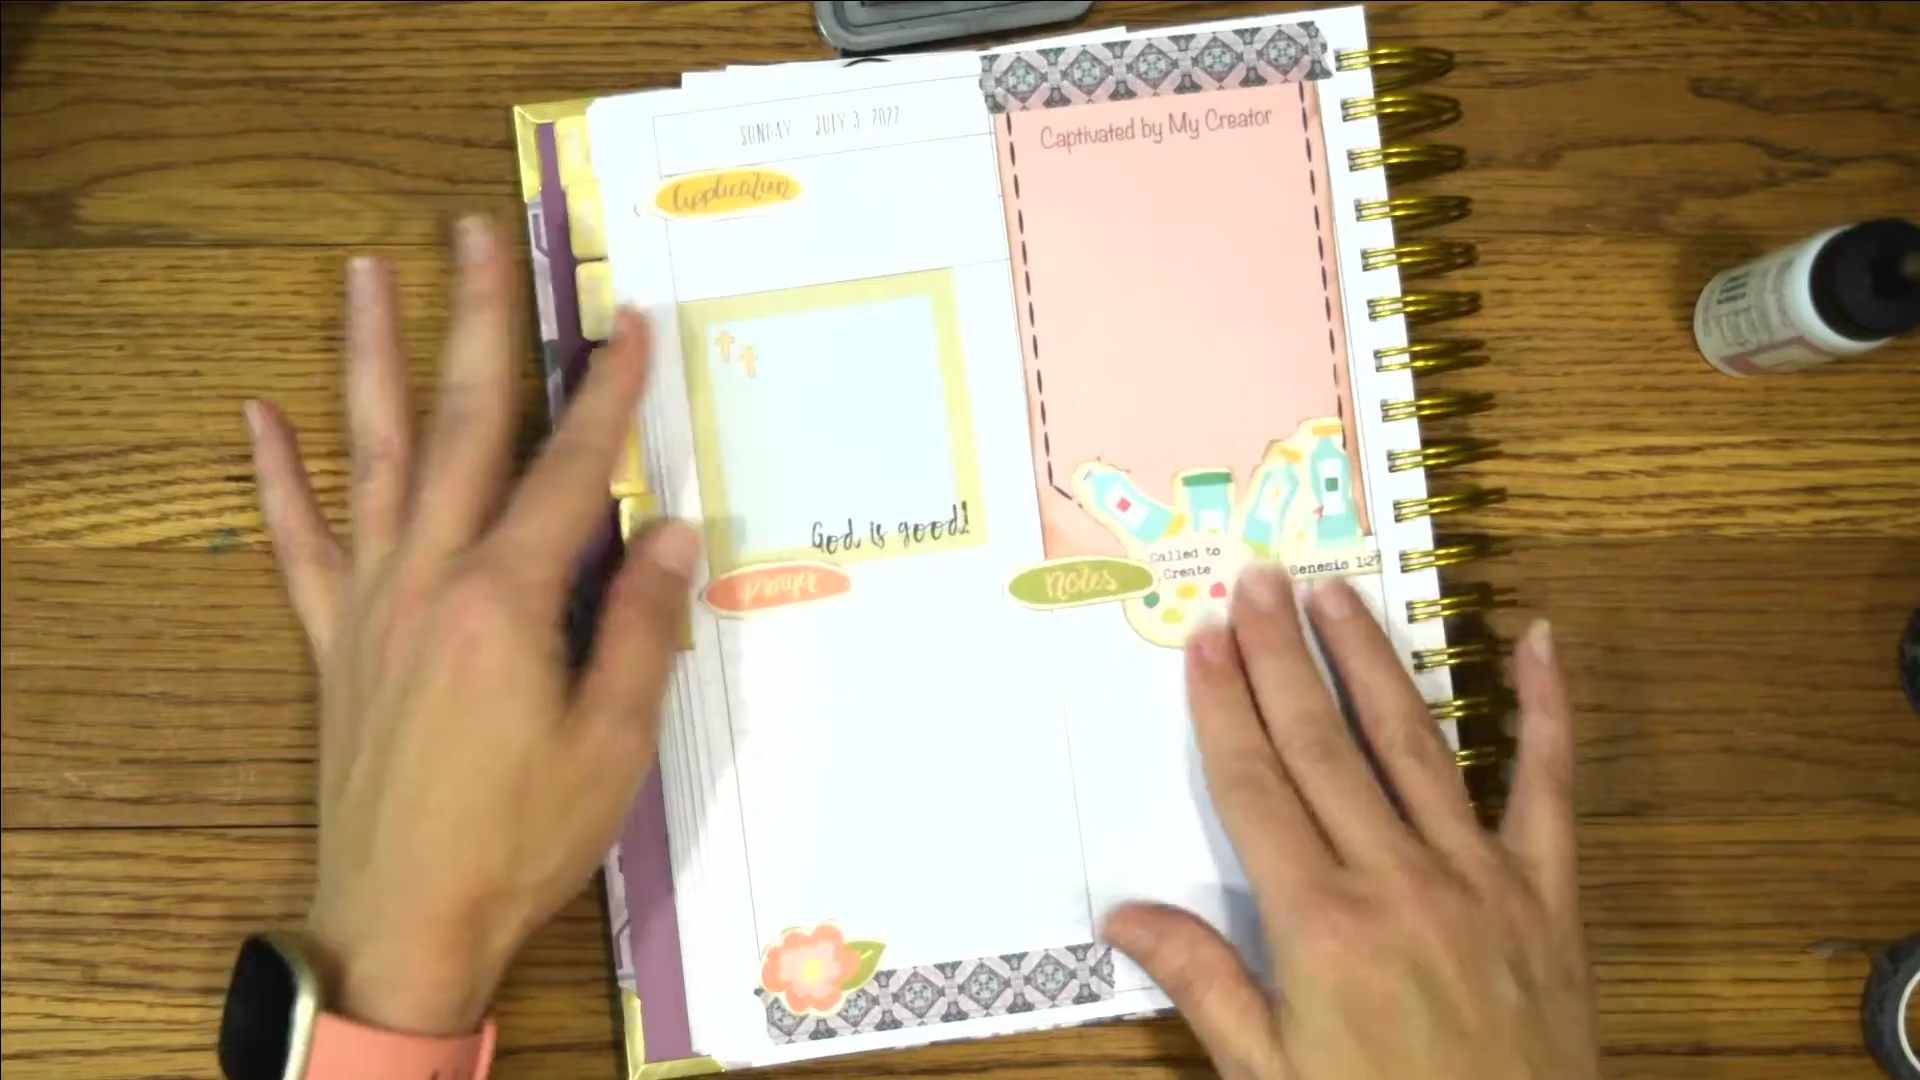 SUNDAY JULY 3 2022
Captivated by My Creator
Application
God is good!
Prayer
Notes
Called to
Create
Genesis 1:27